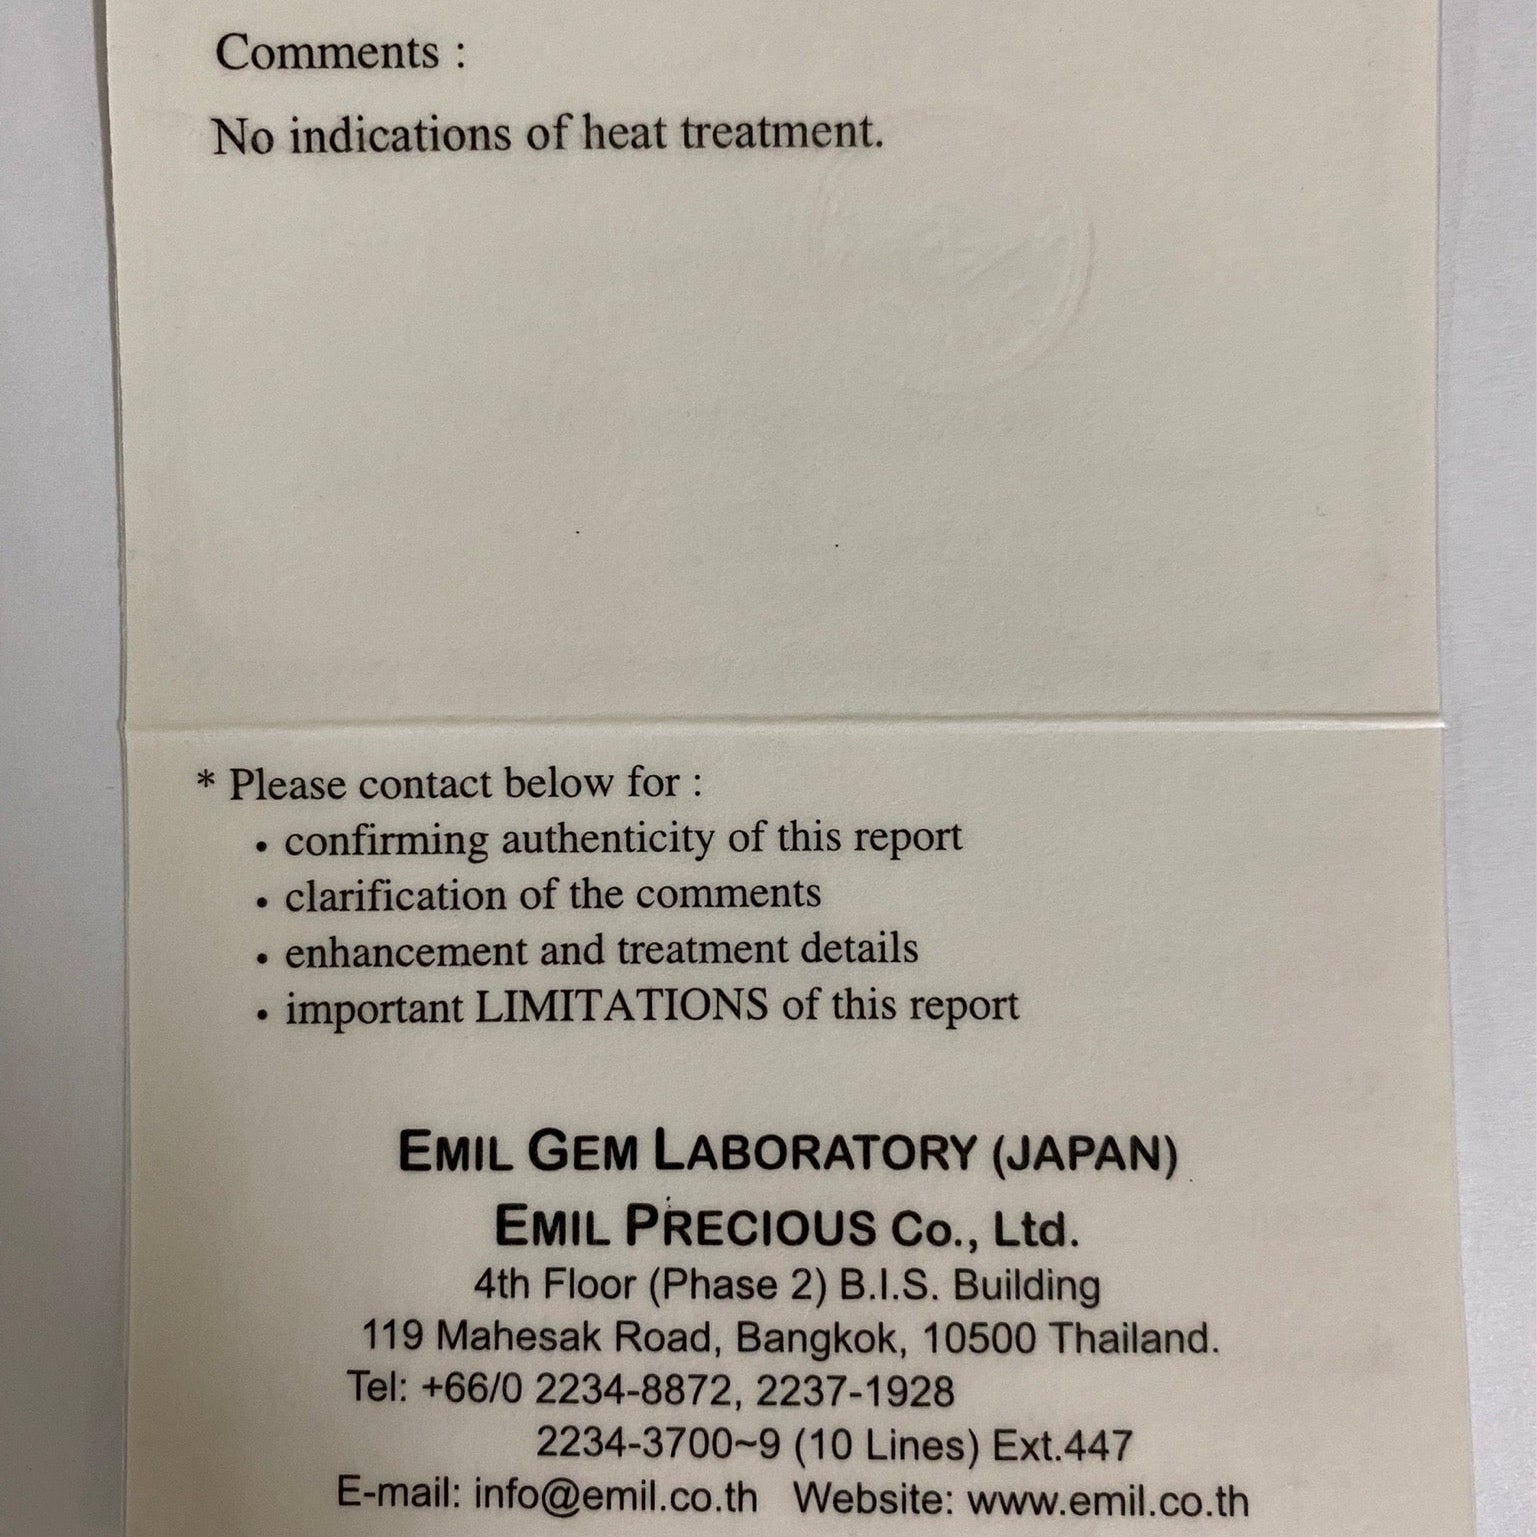 Comments :
No indications of heat treatment.
* Please contact below for :
• confirming authenticity of this report
• clarification of the comments
• enhancement and treatment details
• important LIMITATIONS of this report
EMIL GEM LABORATORY (JAPAN)
EMIL PRECIOUS Co., Ltd.
4th Floor (Phase 2) B.I.S. Building
119 Mahesak Road, Bangkok, 10500 Thailand.
Tel: +66/0 2234-8872, 2237-1928
2234-3700~9 (10 Lines) Ext.447
E-mail: info@emil.co.th Website: www.emil.co.th